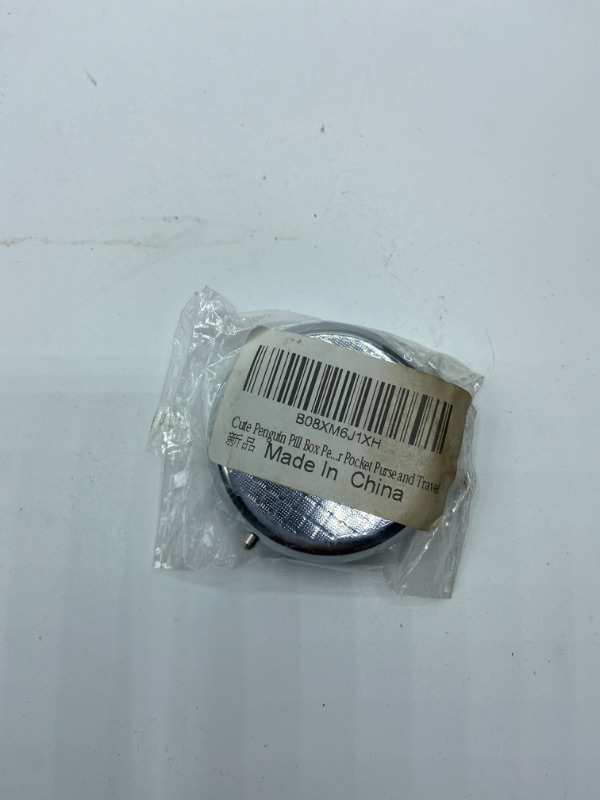 B08XM6J1XH
Cute Penguin Pill Box Pe...r Pocket Purse and Travel
新品 Made In China